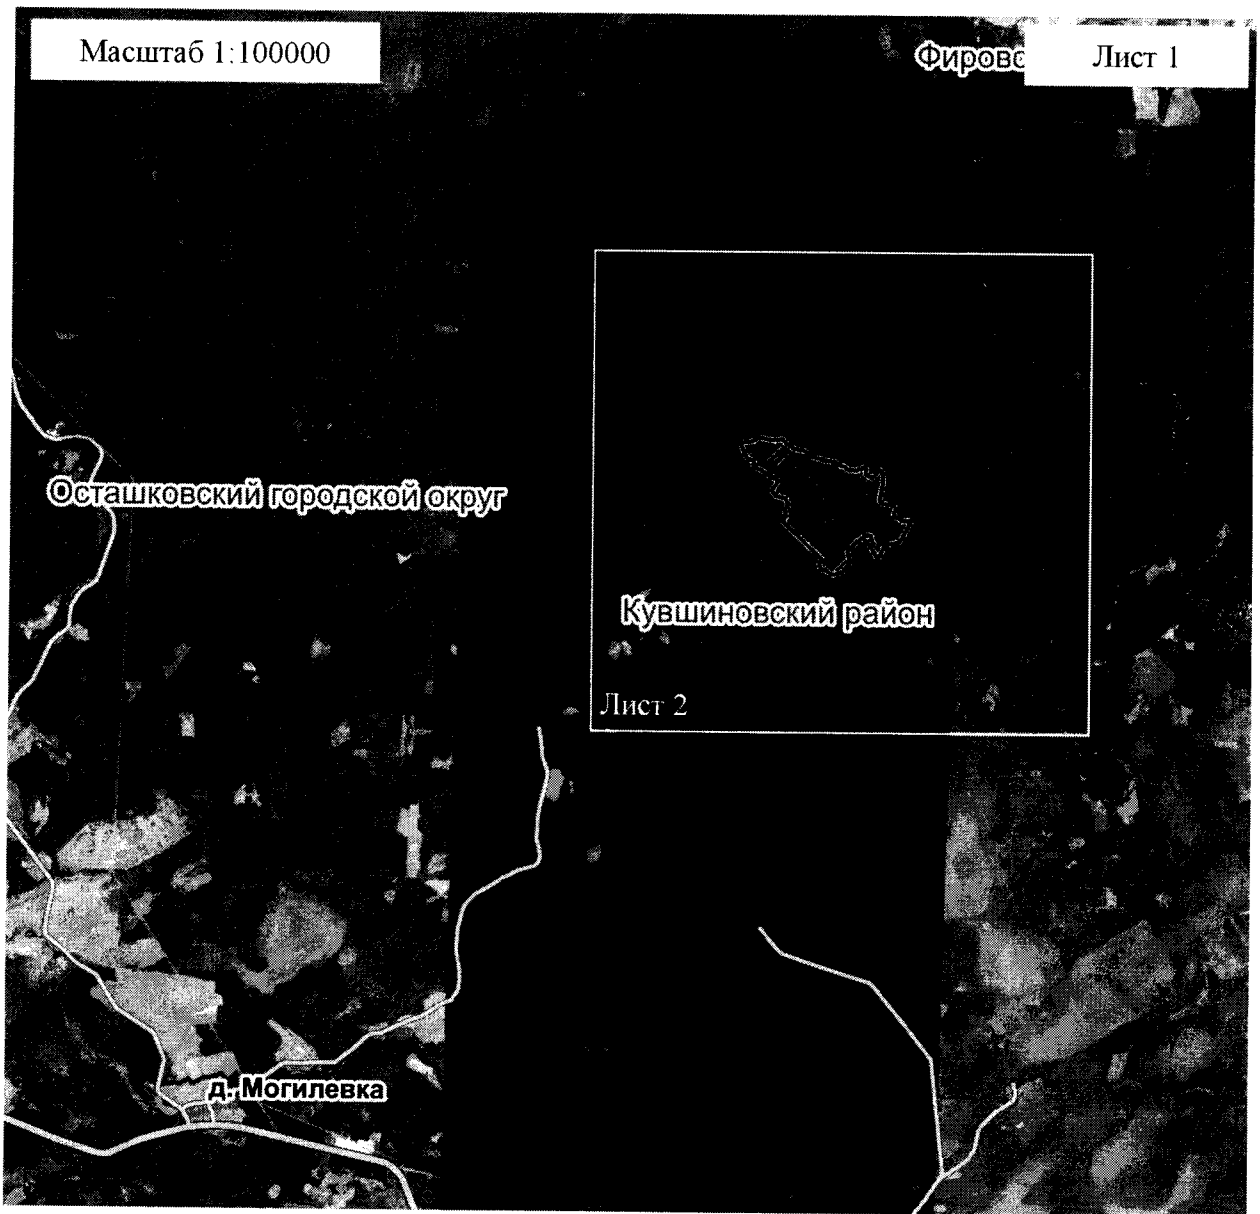 Масштаб 1:100000
Лист 1
Осташковский городской округ
Кувшиновский район
Лист 2
д. Могилевка